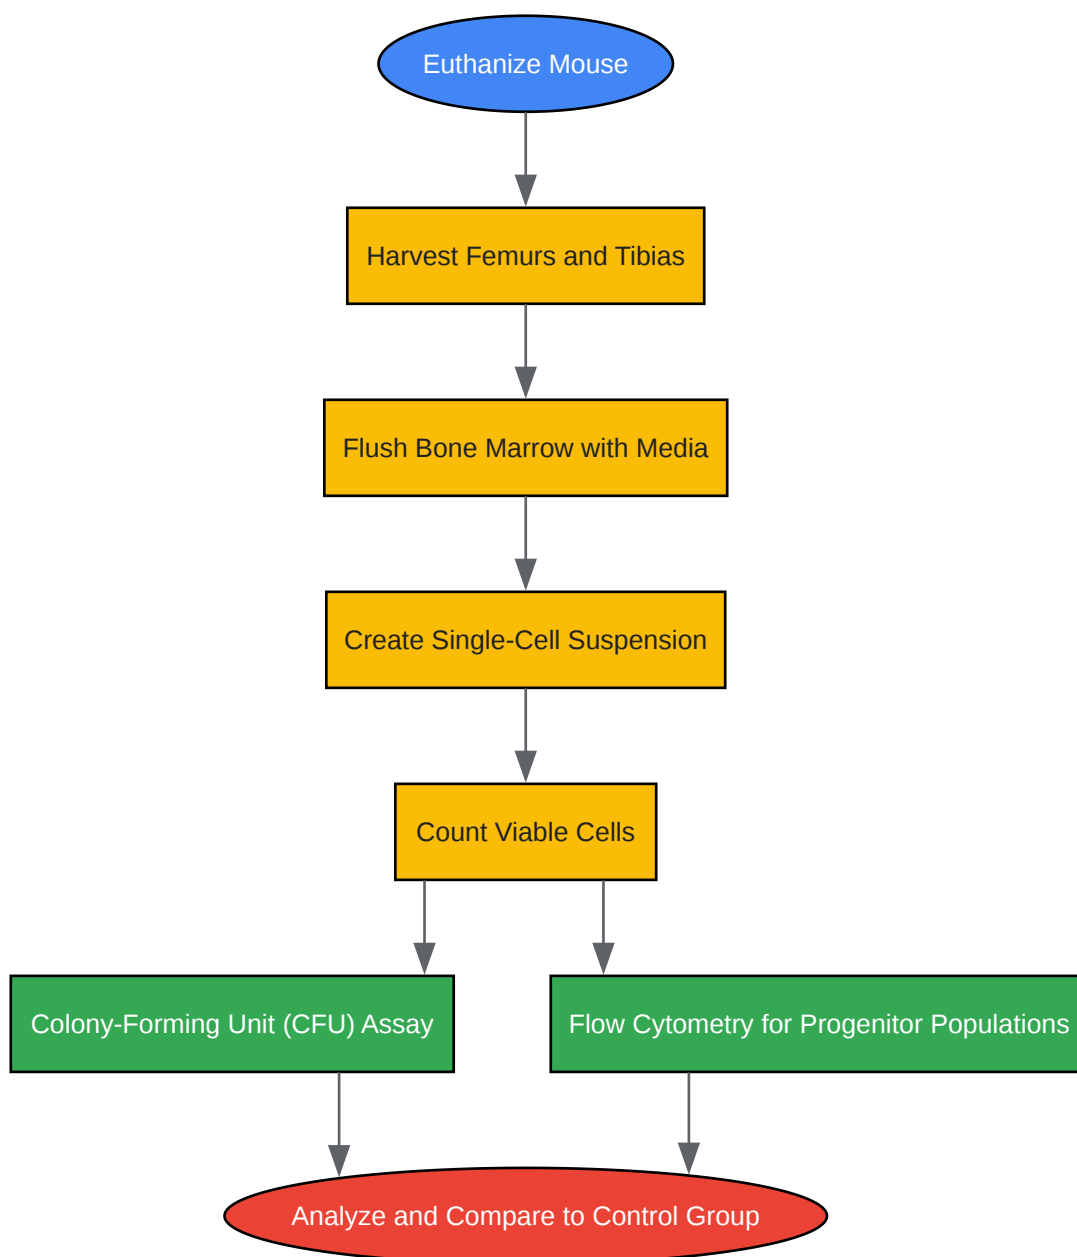 Euthanize Mouse
Harvest Femurs and Tibias
Flush Bone Marrow with Media
Create Single-Cell Suspension
Count Viable Cells
Colony-Forming Unit (CFU) Assay
Flow Cytometry for Progenitor Populations
Analyze and Compare to Control Group